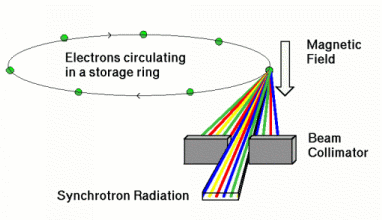 Electrons circulating
in a storage ring
Magnetic
Field
Beam
Collimator
Synchrotron Radiation